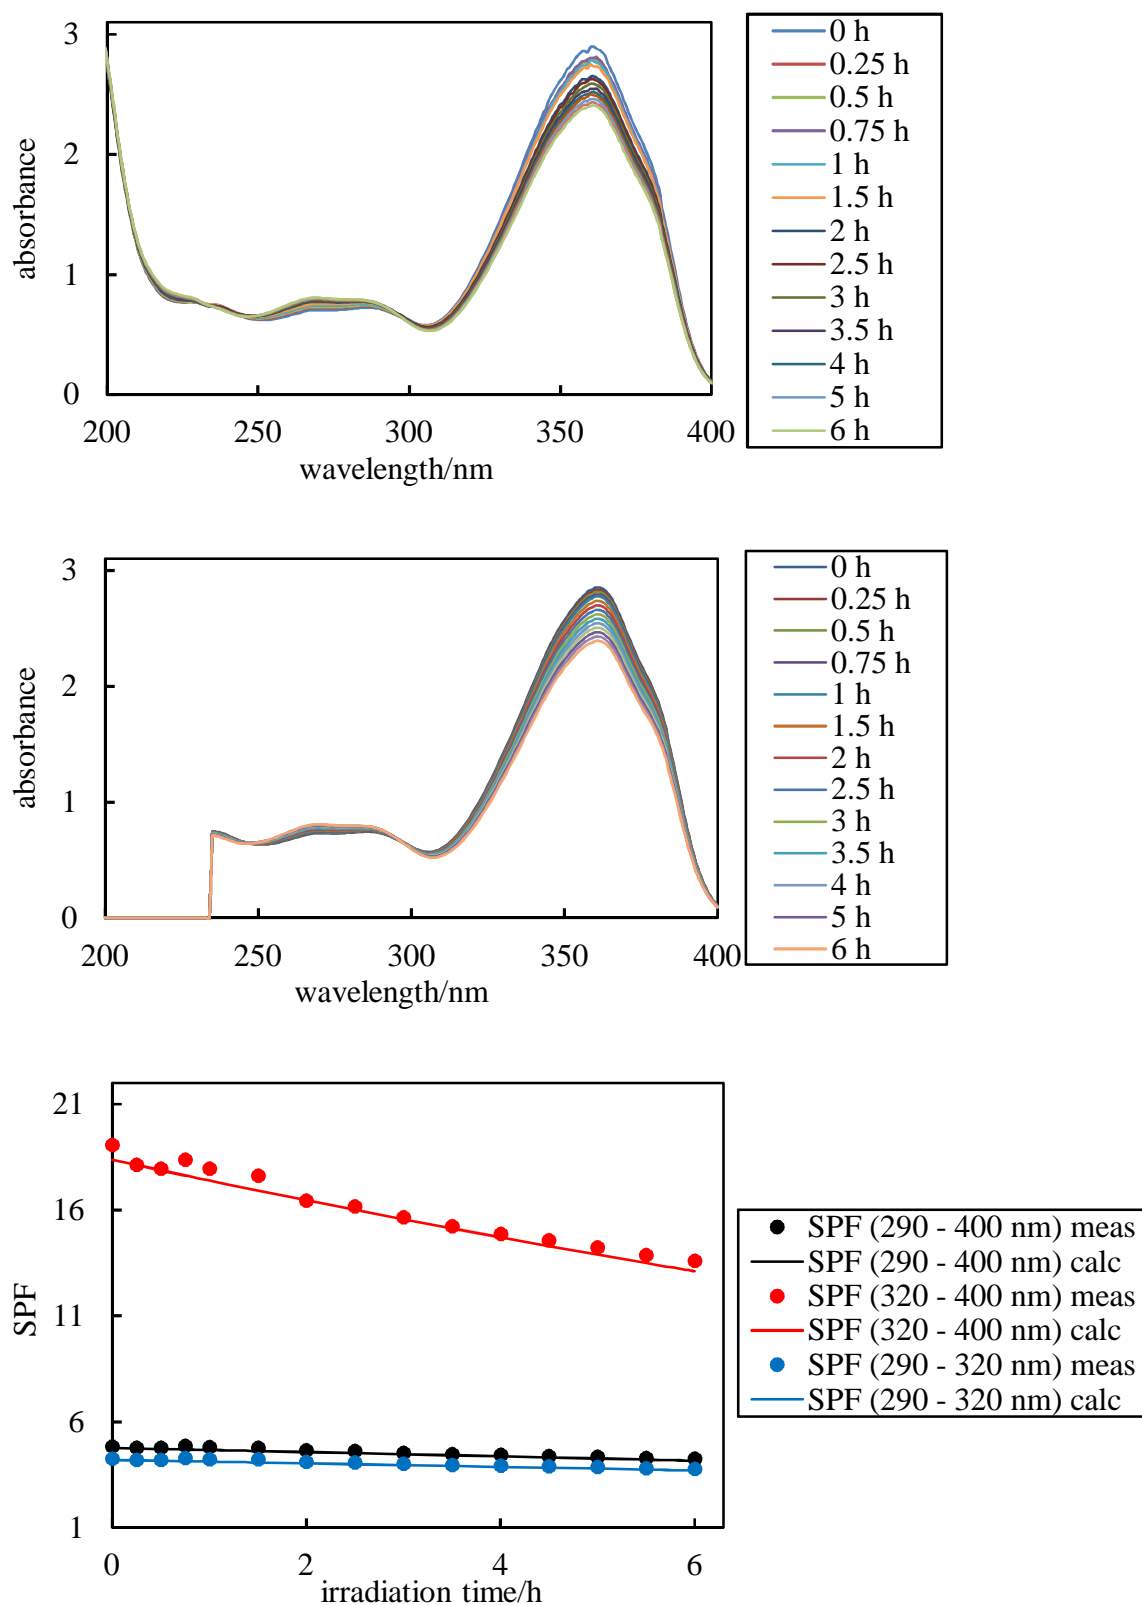 3
2
1
0
absorbance
200
250
300
350
400
wavelength/nm
0 h
0.25 h
0.5 h
0.75 h
1 h
1.5 h
2 h
2.5 h
3 h
3.5 h
4 h
5 h
6 h
3
2
1
0
absorbance
200
250
300
350
400
wavelength/nm
0 h
0.25 h
0.5 h
0.75 h
1 h
1.5 h
2 h
2.5 h
3 h
3.5 h
4 h
5 h
6 h
21
16
11
6
1
SPF
0
2
4
6
irradiation time/h
SPF (290 - 400 nm) meas
SPF (290 - 400 nm) calc
SPF (320 - 400 nm) meas
SPF (320 - 400 nm) calc
SPF (290 - 320 nm) meas
SPF (290 - 320 nm) calc